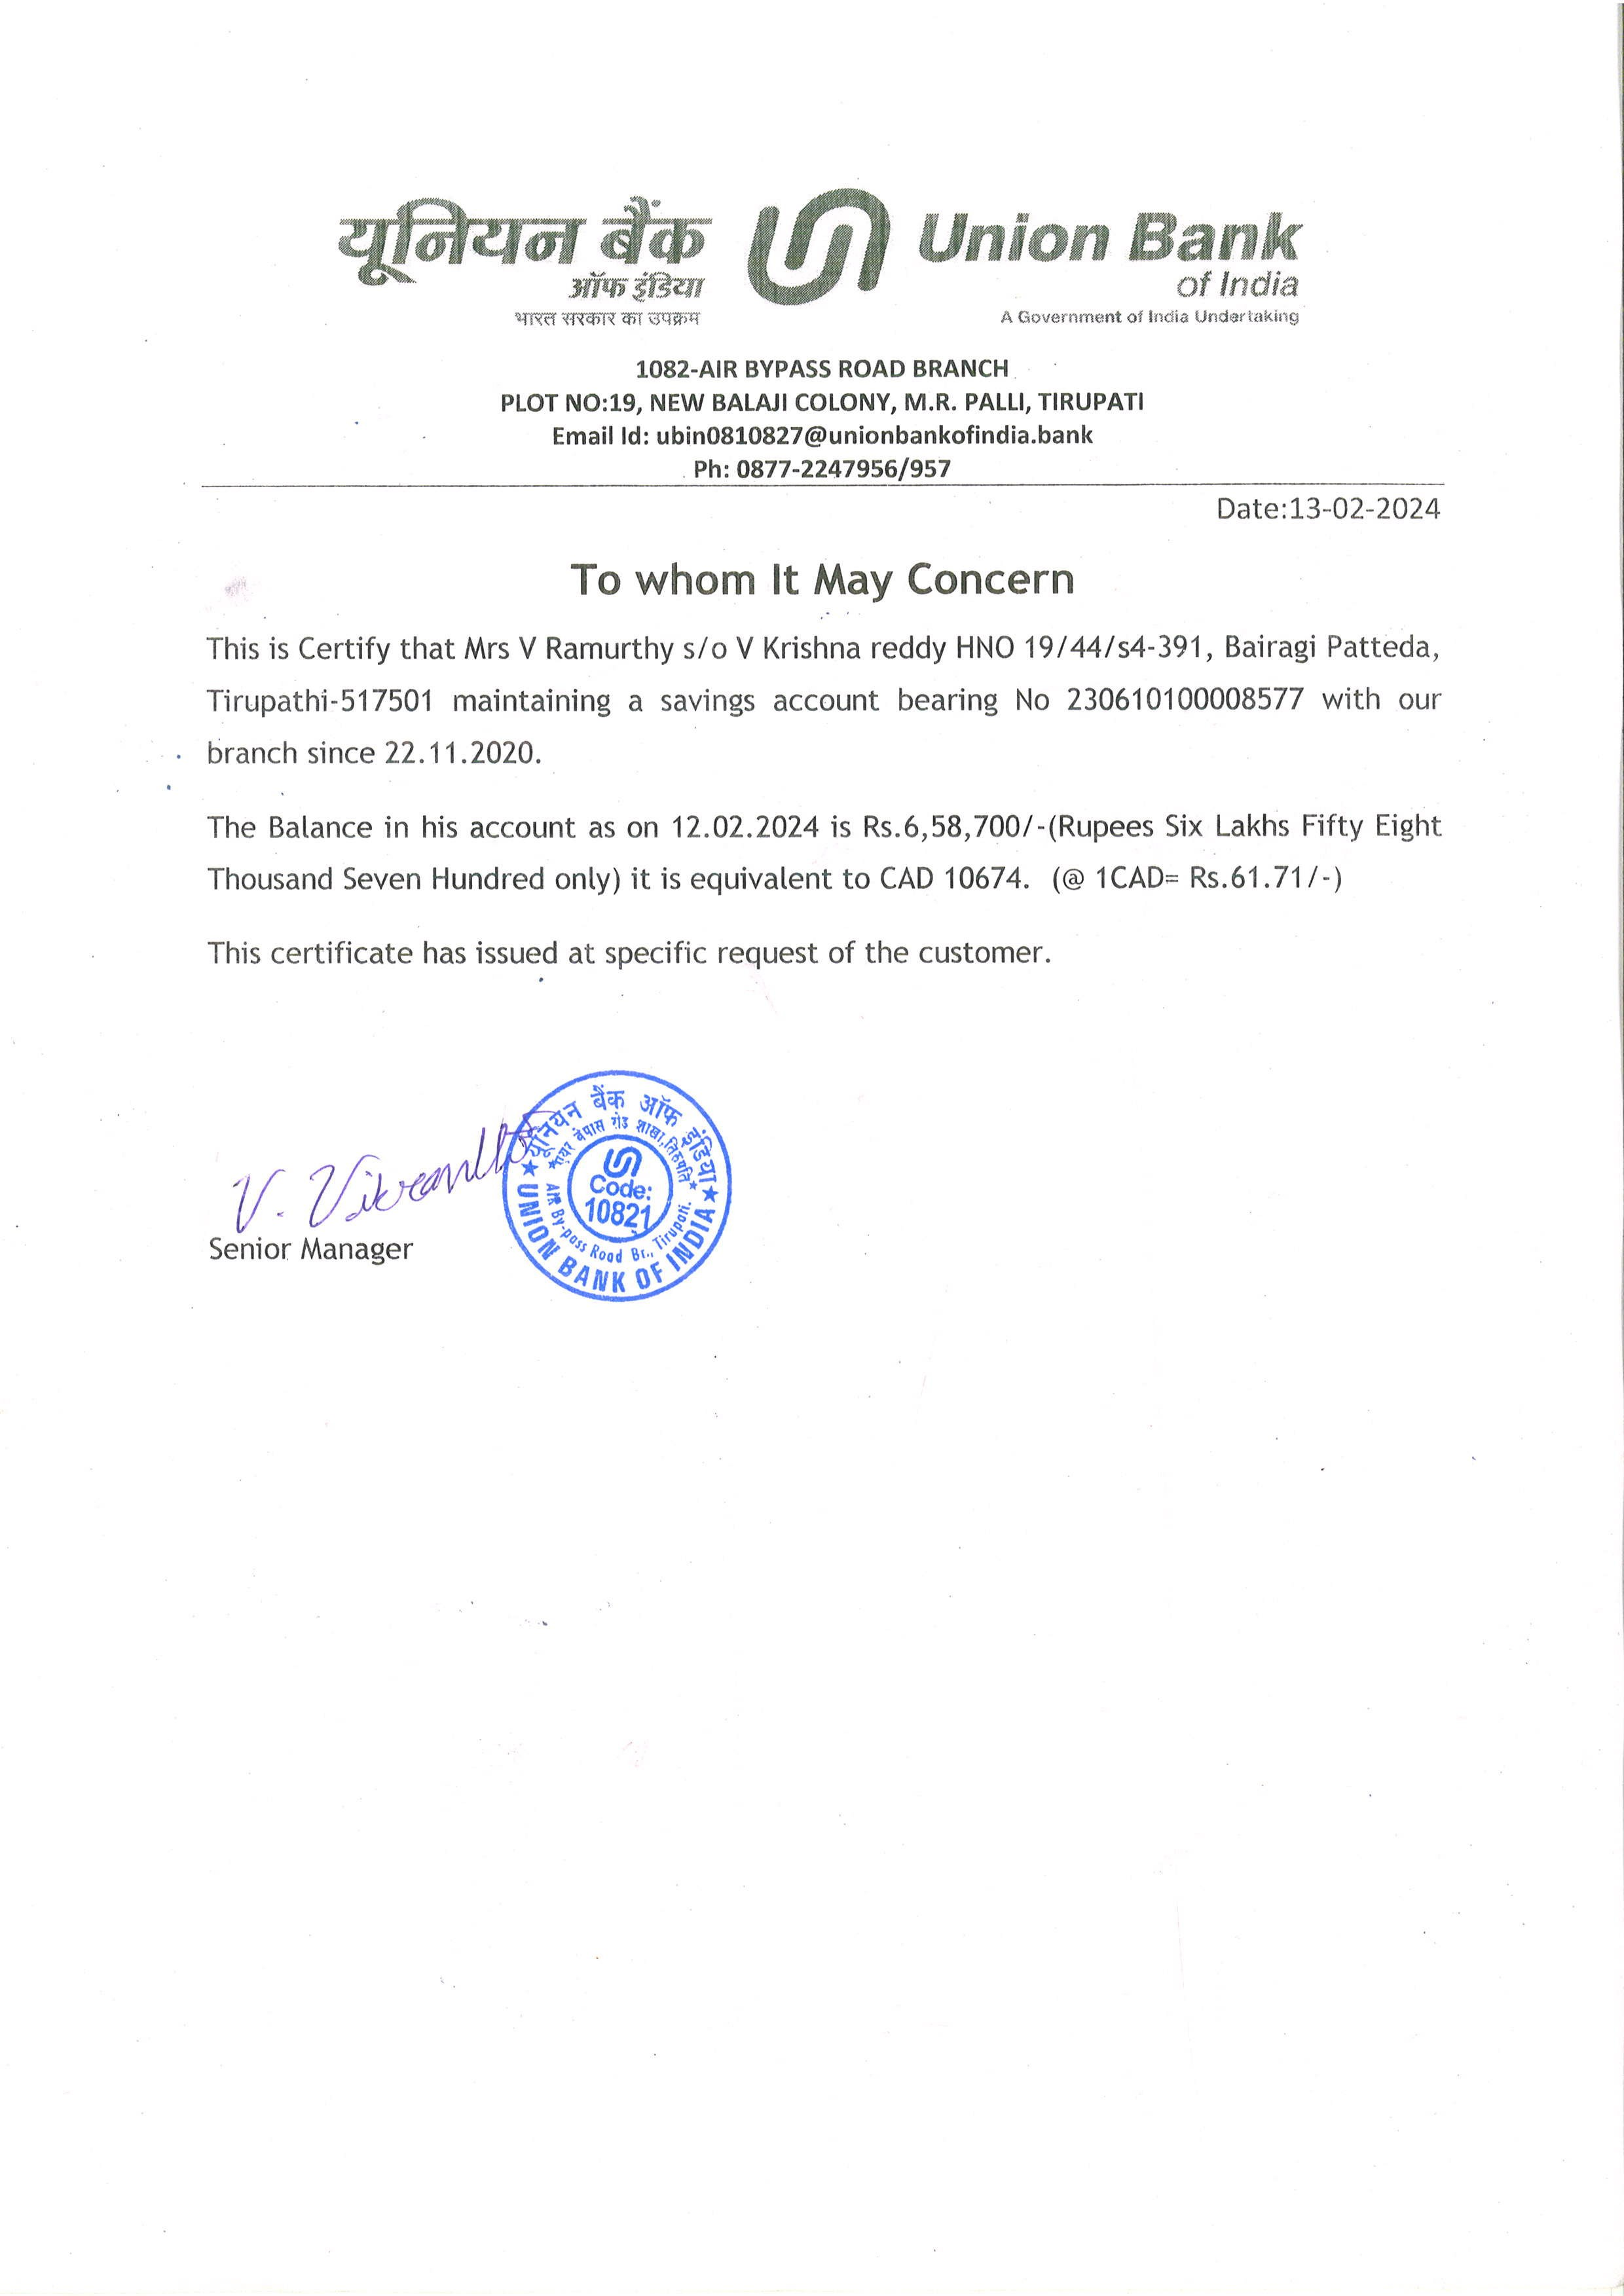 यूनियन बैंक
ऑफ इंडिया
भारत सरकार का उपक्रम
Union Bank
of India
A Government of India Undertaking
1082-AIR BYPASS ROAD BRANCH
PLOT NO:19, NEW BALAJI COLONY, M.R. PALLI, TIRUPATI
Email Id: ubin0810827@unionbankofindia.bank
Ph: 0877-2247956/957
Date:13-02-2024
To whom It May Concern
This is Certify that Mrs V Ramurthy s/o V Krishna reddy HNO 19/44/s4-391, Bairagi Patteda,
Tirupathi-517501 maintaining a savings account bearing No 230610100008577 with our
branch since 22.11.2020.
The Balance in his account as on 12.02.2024 is Rs.6,58,700/-(Rupees Six Lakhs Fifty Eight
Thousand Seven Hundred only) it is equivalent to CAD 10674. (@ 1CAD= Rs.61.71/-)
This certificate has issued at specific request of the customer.
Senior Manager
यूनियन बैंक ऑफ इंडिया
बेपास रोड शाखा, तिरुपति
Code:
10821
AIR By-pass Road Br., Tirupati.
UNION BANK OF INDIA